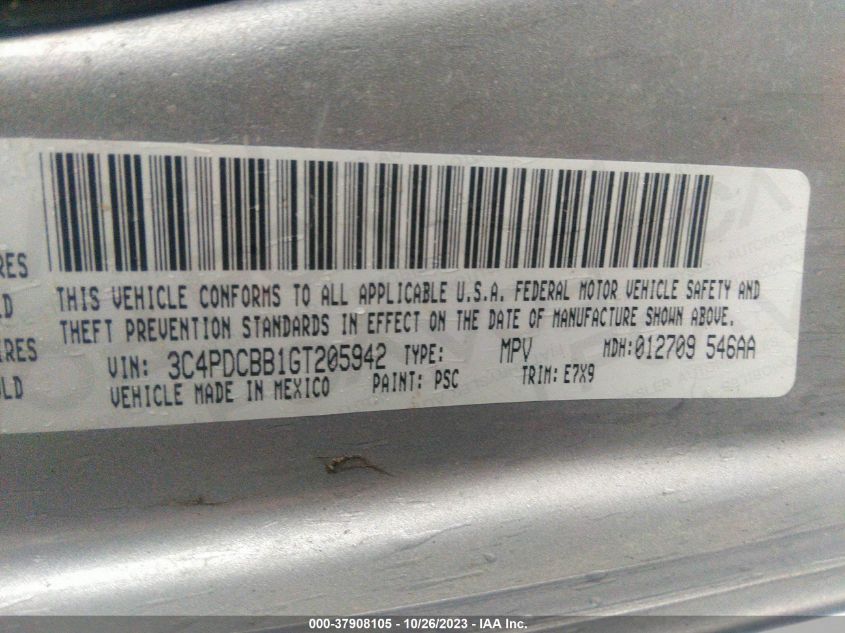 RES
LD
IRES
OLD
THIS VEHICLE CONFORMS TO ALL APPLICABLE U.S.A. FEDERAL MOTOR VEHICLE SAFETY AND
THEFT PREVENTION STANDARDS IN EFFECT ON THE DATE OF MANUFACTURE SHOWN ABOVE.
VIN: 3C4PDCBB1GT205942 TYPE: MPV MDH:012709 546AA
VEHICLE MADE IN MEXICO PAINT: PSC TRIM: E7X9
000-37908105 - 10/26/2023 - IAA Inc.